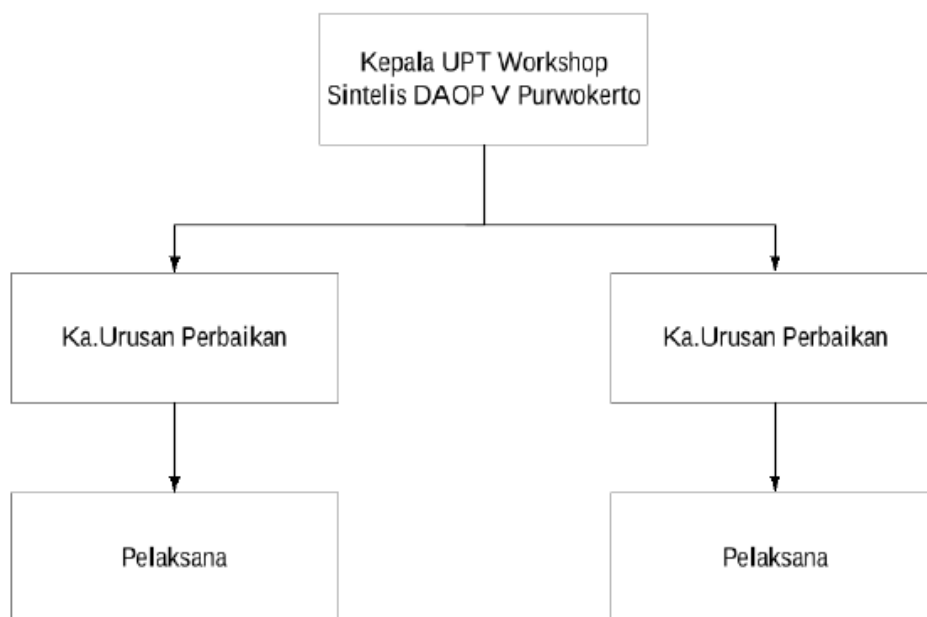 Kepala UPT Workshop
Sintelis DAOP V Purwokerto
Ka.Urusan Perbaikan
Ka.Urusan Perbaikan
Pelaksana
Pelaksana